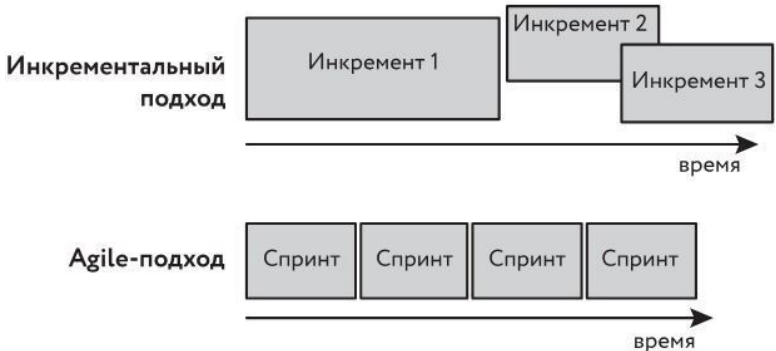 Инкрементальный
подход
Инкремент 1
Инкремент 2
Инкремент 3
время
Agile-подход
Спринт
Спринт
Спринт
Спринт
время